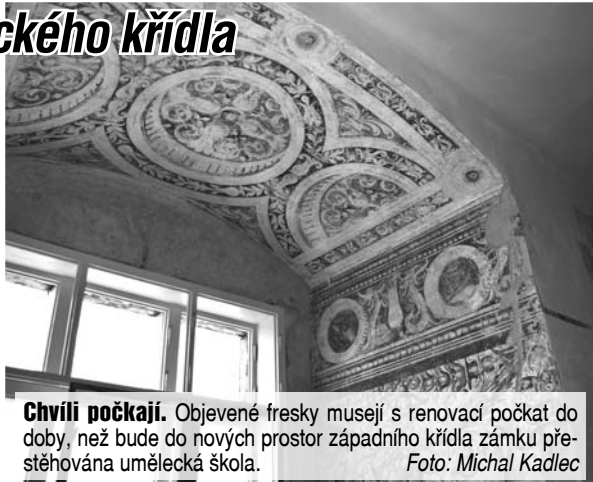 ckého křídla
Chvíli počkají. Objevené fresky musejí s renovací počkat do
doby, než bude do nových prostor západního křídla zámku pře-
stěhována umělecká škola. Foto: Michal Kadlec